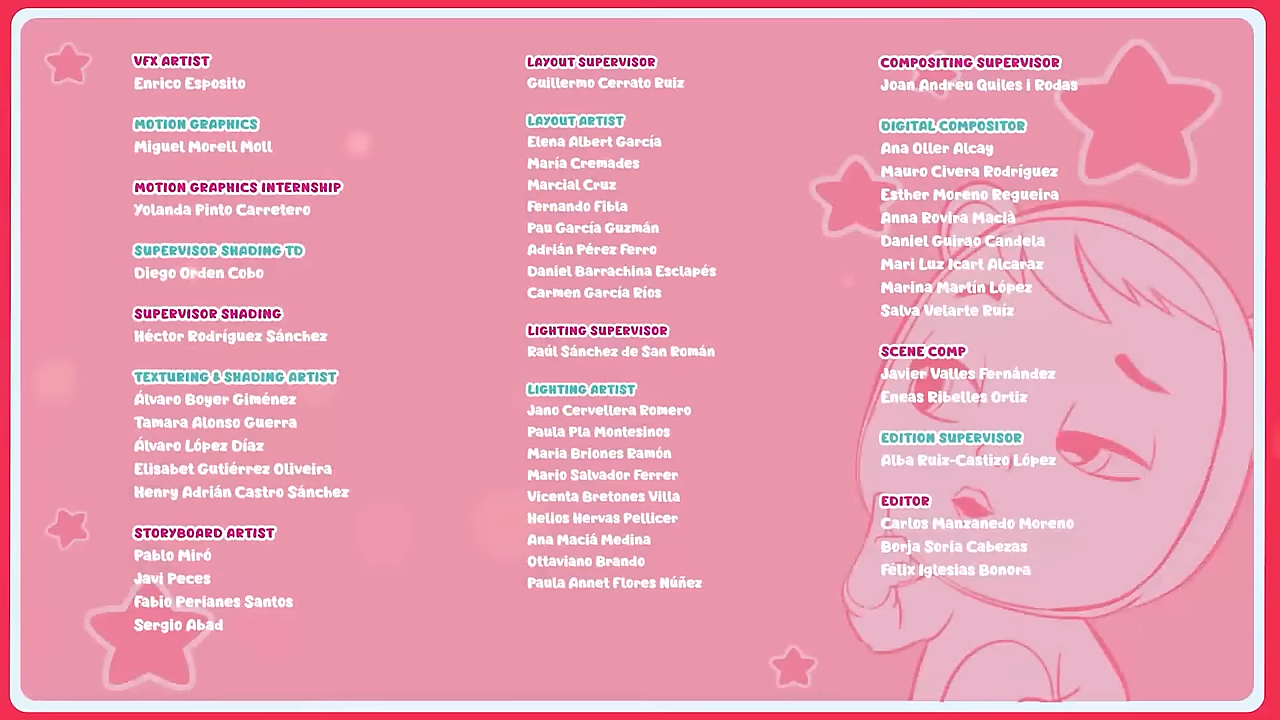 VFX ARTIST
Enrico Esposito
MOTION GRAPHICS
Miguel Morell Moll
MOTION GRAPHICS INTERNSHIP
Yolanda Pinto Carretero
SUPERVISOR SHADING TD
Diego Orden Cobo
SUPERVISOR SHADING
Héctor Rodríguez Sánchez
TEXTURING & SHADING ARTIST
Álvaro Boyer Giménez
Tamara Alonso Guerra
Álvaro López Díaz
Elisabet Gutiérrez Oliveira
Henry Adrián Castro Sánchez
STORYBOARD ARTIST
Pablo Miró
Javi Peces
Fabio Perianes Santos
Sergio Abad
LAYOUT SUPERVISOR
Guillermo Cerrato Ruiz
LAYOUT ARTIST
Elena Albert García
María Cremades
Marcial Cruz
Fernando Fibla
Pau García Guzmán
Adrián Pérez Ferro
Daniel Barrachina Esclapés
Carmen García Ríos
LIGHTING SUPERVISOR
Raúl Sánchez de San Román
LIGHTING ARTIST
Jano Cervellera Romero
Paula Pla Montesinos
Maria Briones Ramón
Mario Salvador Ferrer
Vicenta Bretones Villa
Helios Hervas Pellicer
Ana Maciá Medina
Ottaviano Brando
Paula Annet Flores Núñez
COMPOSITING SUPERVISOR
Joan Andreu Quiles i Rodas
DIGITAL COMPOSITOR
Ana Oller Alcay
Mauro Civera Rodríguez
Esther Moreno Regueira
Anna Rovira Macià
Daniel Guirao Candela
Mari Luz Icart Alcaraz
Marina Martín López
Salva Velarte Ruiz
SCENE COMP
Javier Valles Fernández
Eneas Ribelles Ortiz
EDITION SUPERVISOR
Alba Ruiz-Castizo López
EDITOR
Carlos Manzanedo Moreno
Borja Soria Cabezas
Félix Iglesias Bonora